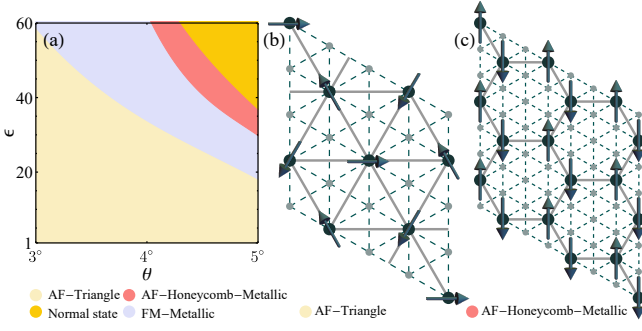 60
(a)
(b)
(c)
40
ϵ
20
1
3° 4° 5°
θ
AF−Triangle AF−Honeycomb−Metallic
Normal state FM−Metallic
AF−Triangle
AF−Honeycomb−Metallic